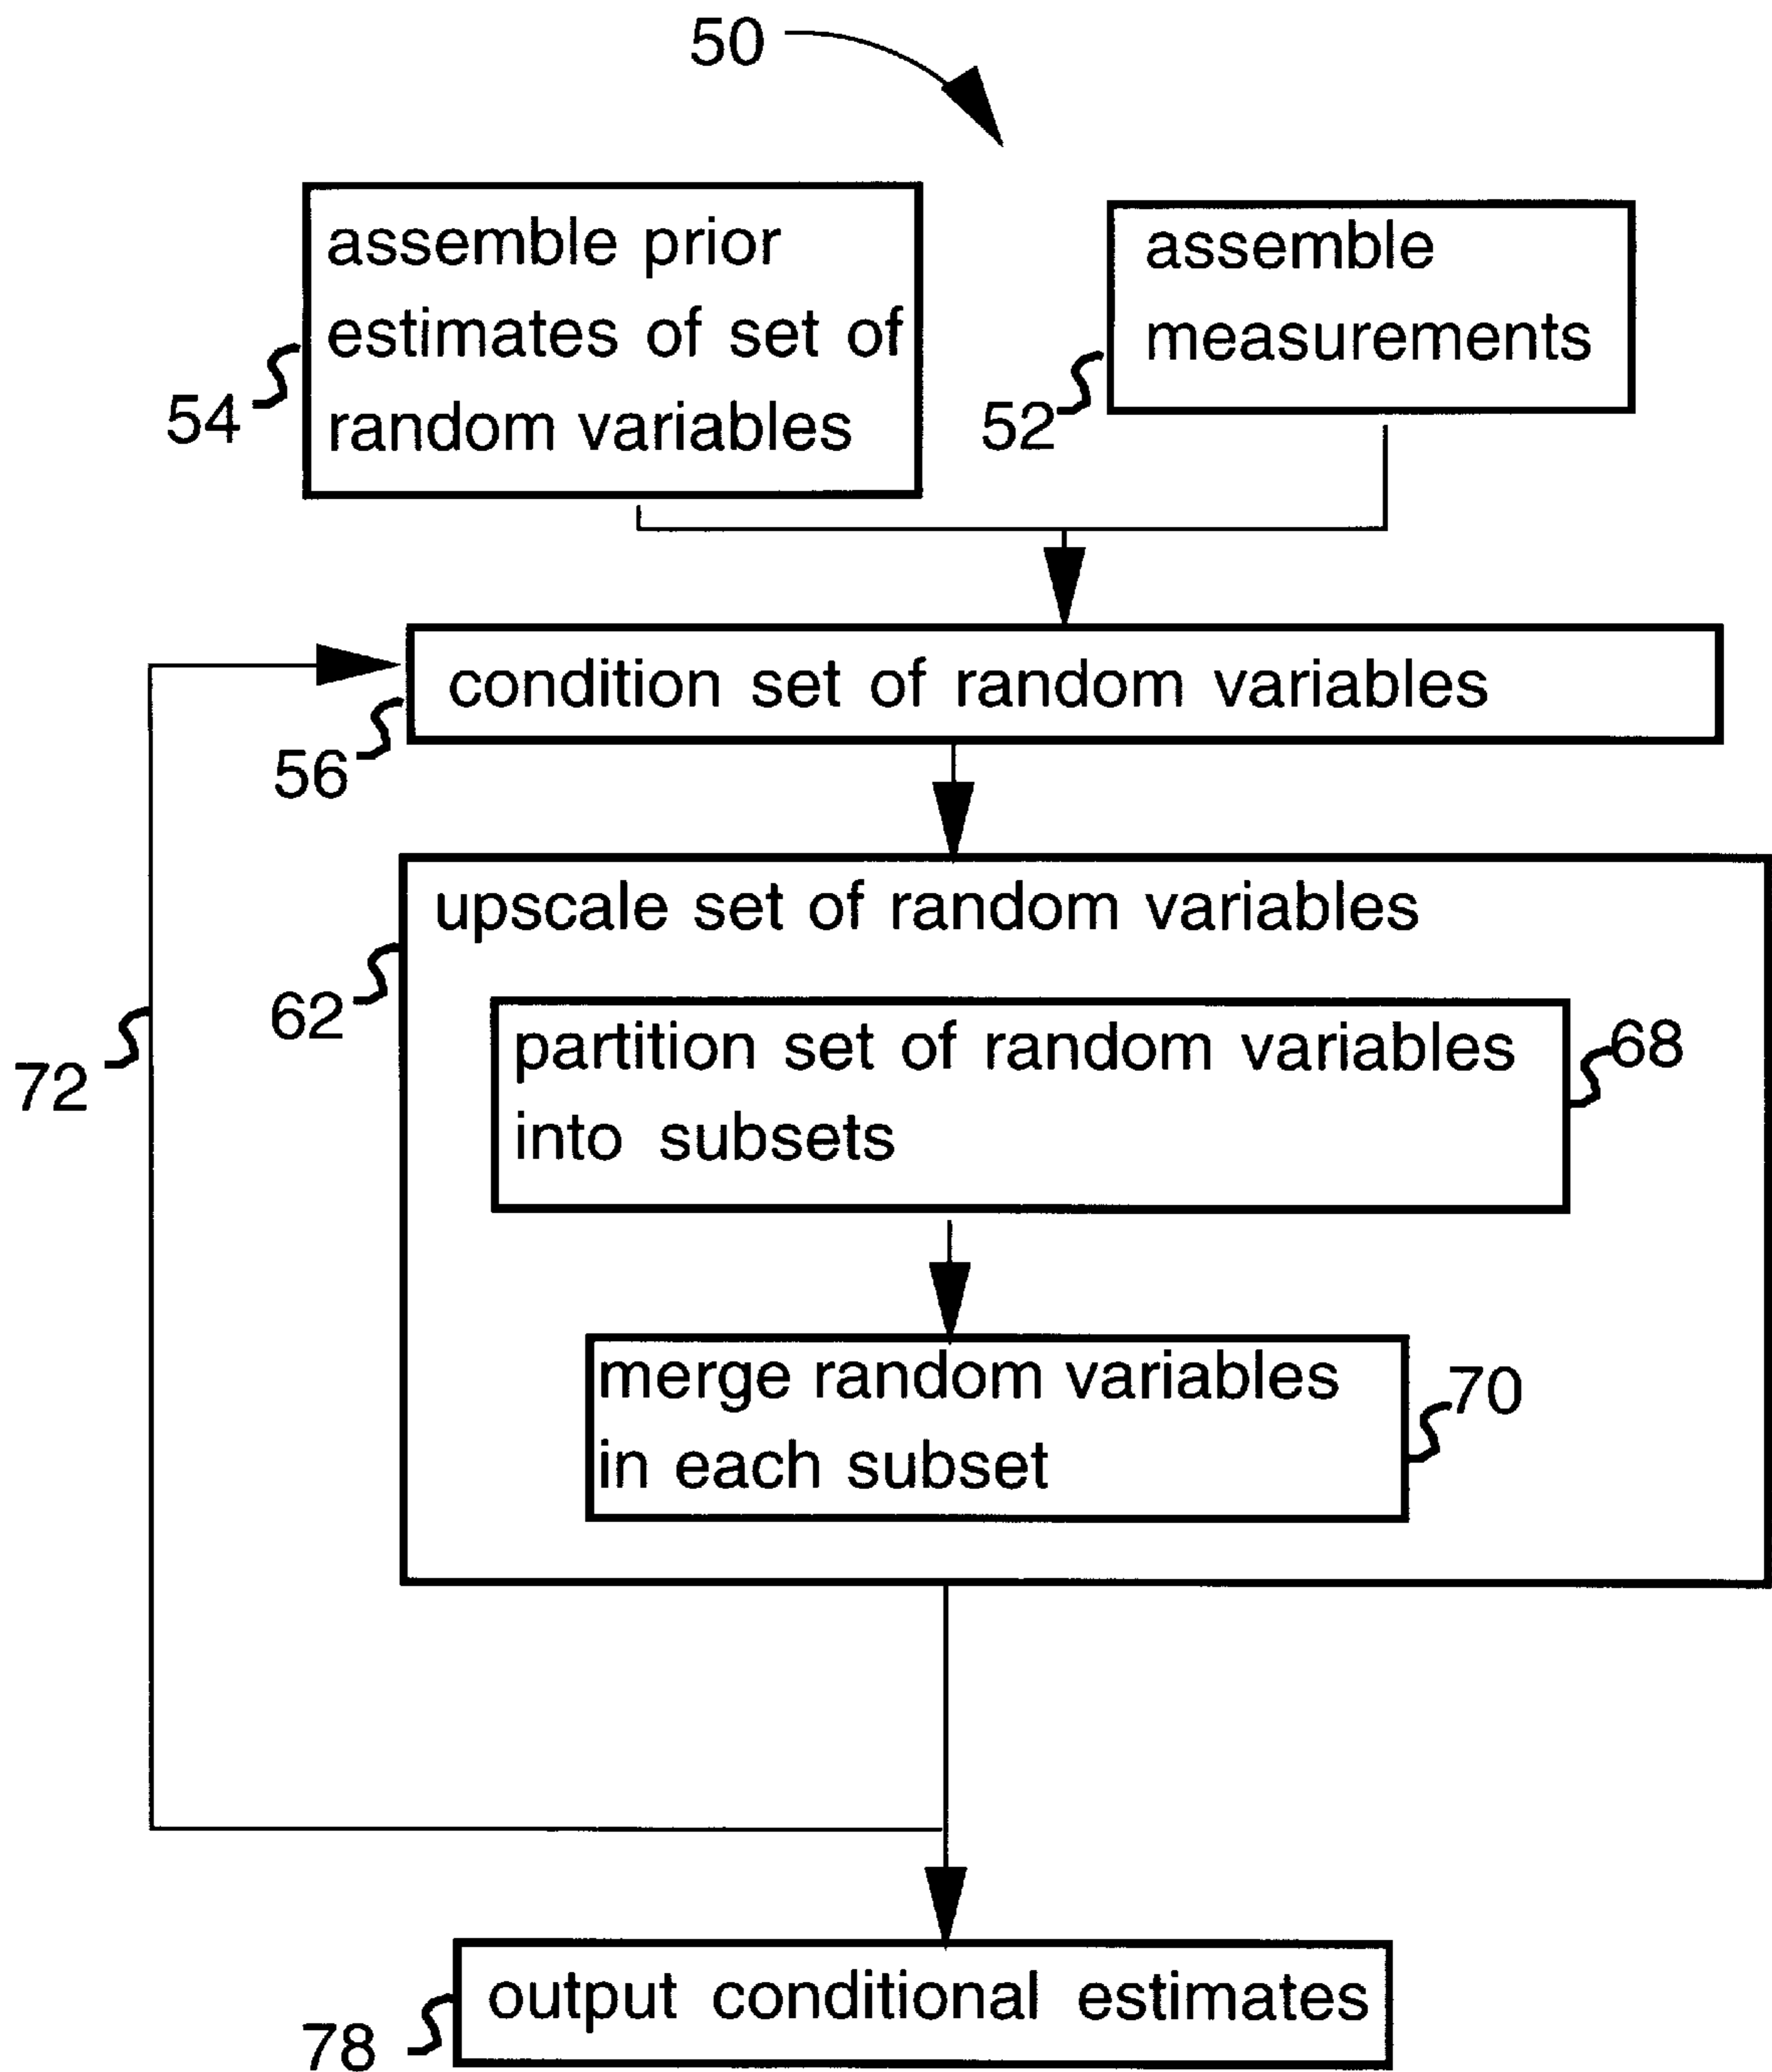 50
assemble prior
estimates of set of
random variables
54
assemble
measurements
52
condition set of random variables
56
upscale set of random variables
62
partition set of random variables
into subsets
68
72
merge random variables
in each subset
70
output conditional estimates
78